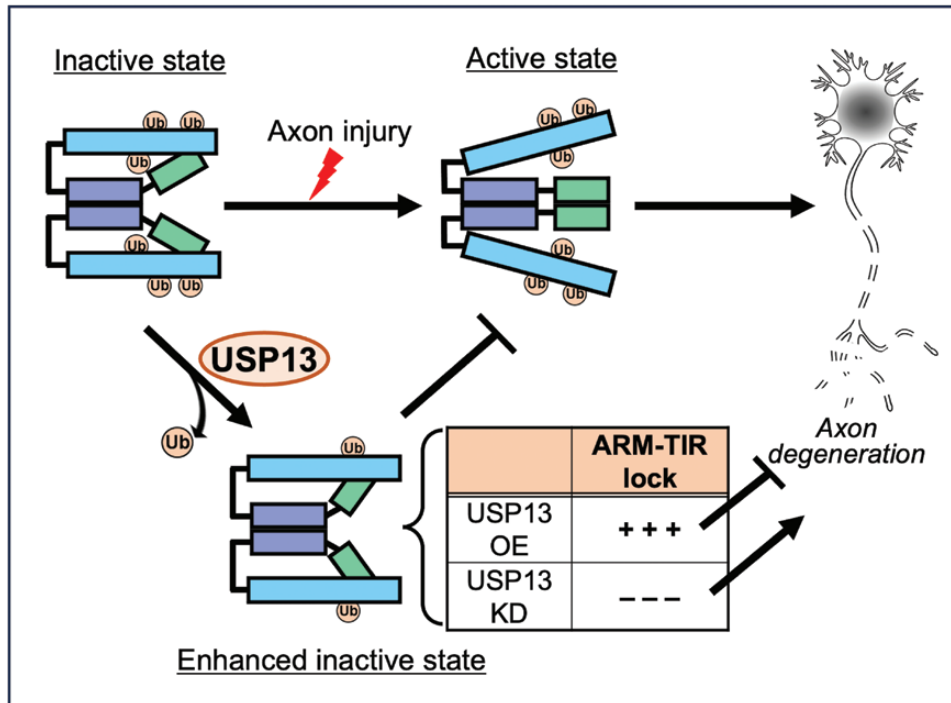 Inactive state
Active state
Ub Ub
Ub
Axon injury
Ub
Ub
Ub
Ub
Ub Ub
Ub
Ub
Ub
USP13
Ub
Ub
Ub
Enhanced inactive state
ARM-TIR
lock
USP13
OE
+ + +
USP13
KD
– – –
Axon
degeneration